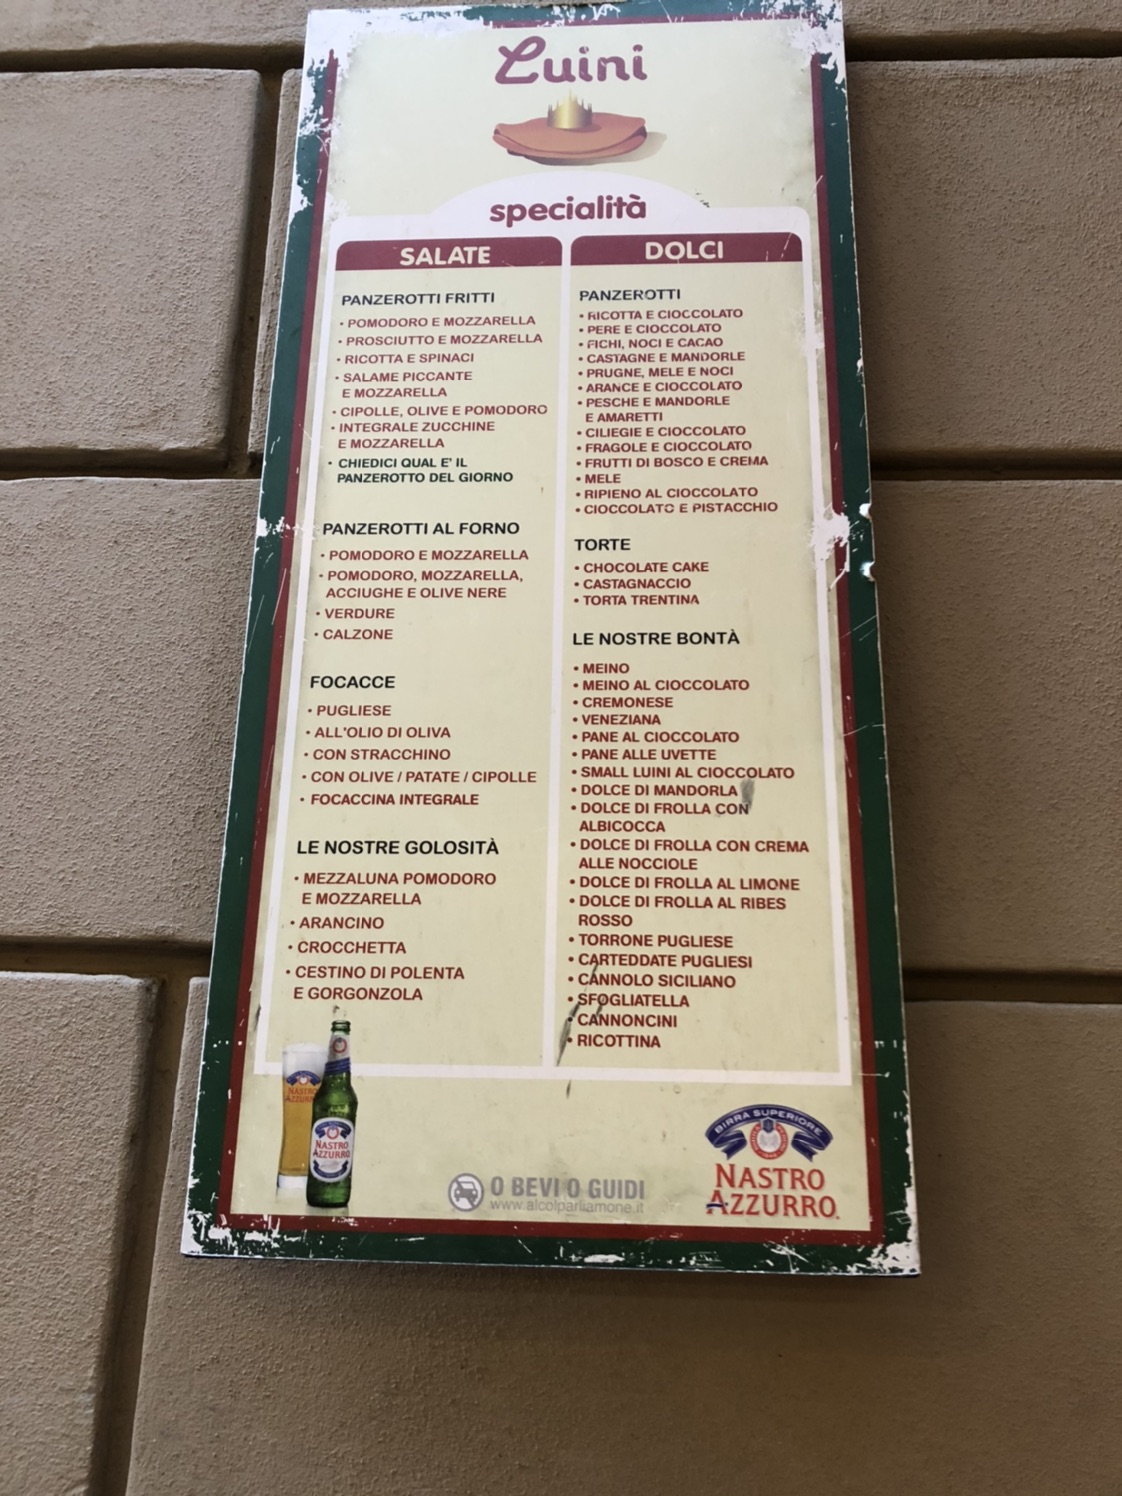 Luini
specialità
SALATE
PANZEROTTI FRITTI
• POMODORO E MOZZARELLA
• PROSCIUTTO E MOZZARELLA
• RICOTTA E SPINACI
• SALAME PICCANTE
E MOZZARELLA
• CIPOLLE, OLIVE E POMODORO
• INTEGRALE ZUCCHINE
E MOZZARELLA
• CHIEDICI QUAL E' IL
PANZEROTTO DEL GIORNO
PANZEROTTI AL FORNO
• POMODORO E MOZZARELLA
• POMODORO, MOZZARELLA,
ACCIUGHE E OLIVE NERE
• VERDURE
• CALZONE
FOCACCE
• PUGLIESE
• ALL'OLIO DI OLIVA
• CON STRACCHINO
• CON OLIVE / PATATE / CIPOLLE
• FOCACCINA INTEGRALE
LE NOSTRE GOLOSITÀ
• MEZZALUNA POMODORO
E MOZZARELLA
• ARANCINO
• CROCCHETTA
• CESTINO DI POLENTA
E GORGONZOLA
DOLCI
PANZEROTTI
• RICOTTA E CIOCCOLATO
• PERE E CIOCCOLATO
• FICHI, NOCI E CACAO
• CASTAGNE E MANDORLE
• PRUGNE, MELE E NOCI
• ARANCE E CIOCCOLATO
• PESCHE E MANDORLE
E AMARETTI
• CILIEGIE E CIOCCOLATO
• FRAGOLE E CIOCCOLATO
• FRUTTI DI BOSCO E CREMA
• MELE
• RIPIENO AL CIOCCOLATO
• CIOCCOLATO E PISTACCHIO
TORTE
• CHOCOLATE CAKE
• CASTAGNACCIO
• TORTA TRENTINA
LE NOSTRE BONTÀ
• MEINO
• MEINO AL CIOCCOLATO
• CREMONESE
• VENEZIANA
• PANE AL CIOCCOLATO
• PANE ALLE UVETTE
• SMALL LUINI AL CIOCCOLATO
• DOLCE DI MANDORLA
• DOLCE DI FROLLA CON
ALBICOCCA
• DOLCE DI FROLLA CON CREMA
ALLE NOCCIOLE
• DOLCE DI FROLLA AL LIMONE
• DOLCE DI FROLLA AL RIBES
ROSSO
• TORRONE PUGLIESE
• CARTEDDATE PUGLIESI
• CANNOLO SICILIANO
• SFOGLIATELLA
• CANNONCINI
• RICOTTINA
NASTRO
AZZURRO
NASTRO
AZZURRO
O BEVI O GUIDI
www.alcolparliamone.it
BIRRA SUPERIORE
NASTRO
AZZURRO